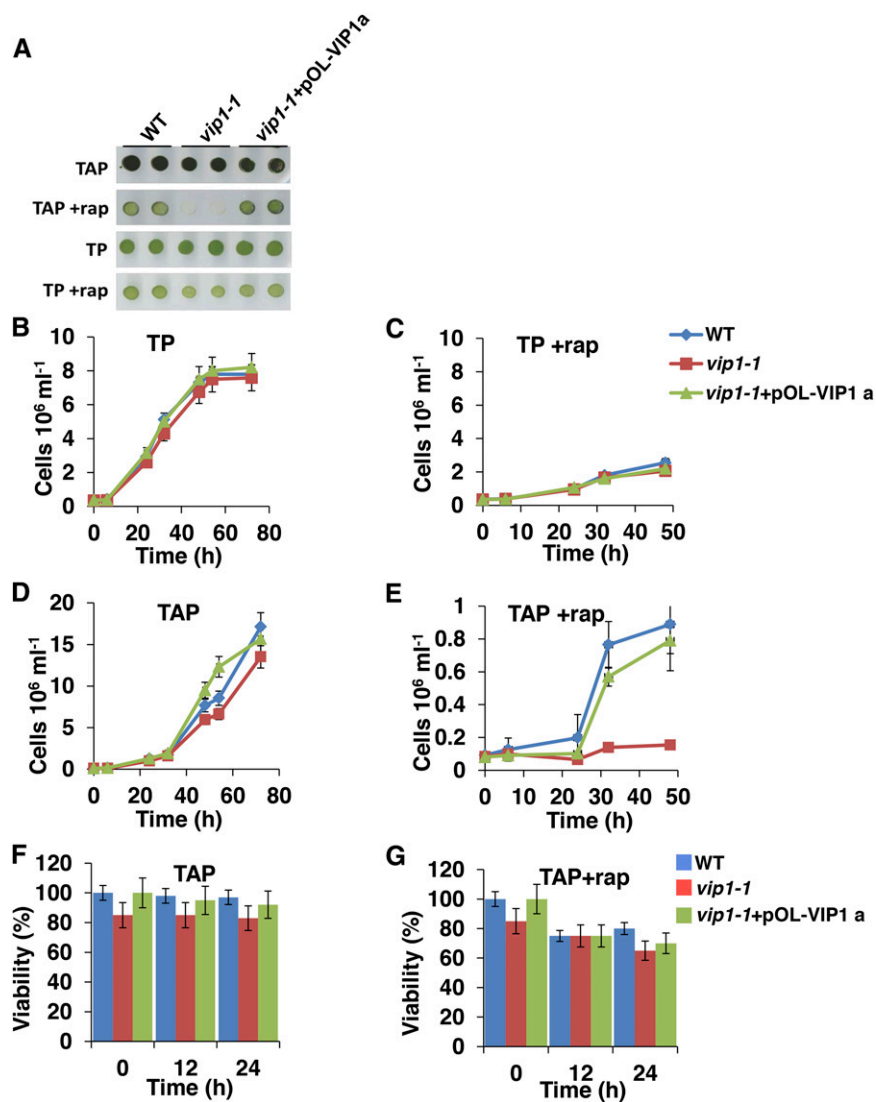 A
WT
vip1-1
vip1-1+pOL-VIP1a
TAP
TAP +rap
TP
TP +rap
B
TP
10
8
6
4
2
0
Cells 10⁶ ml⁻¹
0 20 40 60 80
Time (h)
C
TP +rap
10
8
6
4
2
0
Cells 10⁶ ml⁻¹
0 10 20 30 40 50
Time (h)
WT
vip1-1
vip1-1+pOL-VIP1 a
D
TAP
20
15
10
5
0
Cells 10⁶ ml⁻¹
0 20 40 60 80
Time (h)
E
TAP +rap
1
0.8
0.6
0.4
0.2
0
Cells 10⁶ ml⁻¹
0 10 20 30 40 50
Time (h)
F
TAP
120
100
80
60
40
20
0
Viability (%)
0 12 24
Time (h)
G
TAP+rap
120
100
80
60
40
20
0
Viability (%)
0 12 24
Time (h)
WT
vip1-1
vip1-1+pOL-VIP1 a